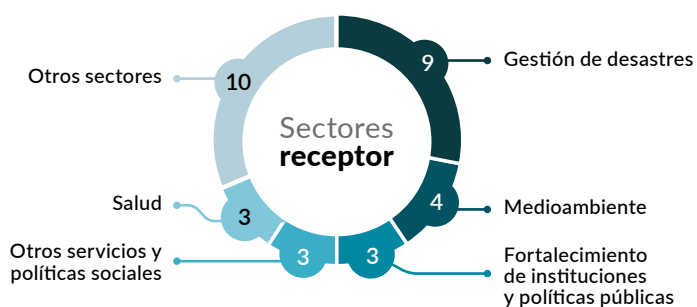 Sectores
receptor
9
Gestión de desastres
4
Medioambiente
3
Fortalecimiento
de instituciones
y políticas públicas
3
Otros servicios y
políticas sociales
3
Salud
10
Otros sectores